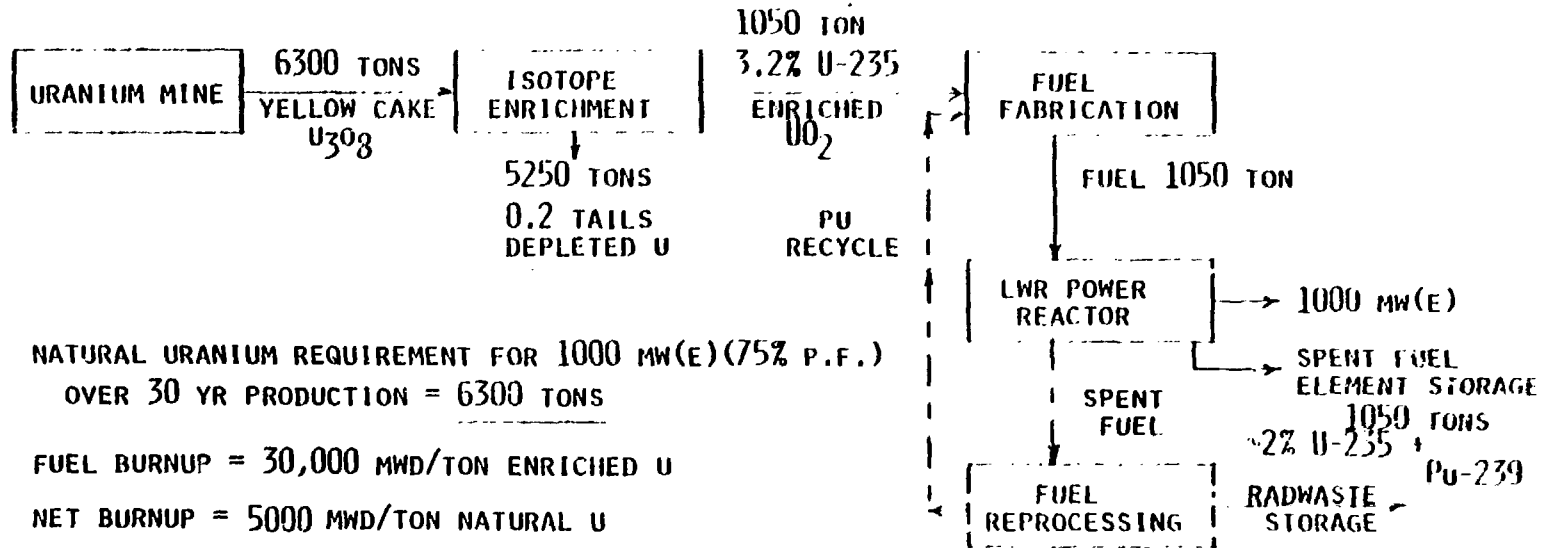 URANIUM MINE
6300 TONS
YELLOW CAKE
U3O8
ISOTOPE
ENRICHMENT
5250 TONS
0.2 TAILS
DEPLETED U
1050 TON
3.2% U-235
ENRICHED
UO2
PU
RECYCLE
FUEL
FABRICATION
FUEL 1050 TON
LWR POWER
REACTOR
1000 MW(E)
SPENT FUEL
ELEMENT STORAGE
1050 TONS
~2% U-235 +
Pu-239
SPENT
FUEL
FUEL
REPROCESSING
RADWASTE
STORAGE
NATURAL URANIUM REQUIREMENT FOR 1000 MW(E)(75% P.F.)
OVER 30 YR PRODUCTION = 6300 TONS
FUEL BURNUP = 30,000 MWD/TON ENRICHED U
NET BURNUP = 5000 MWD/TON NATURAL U